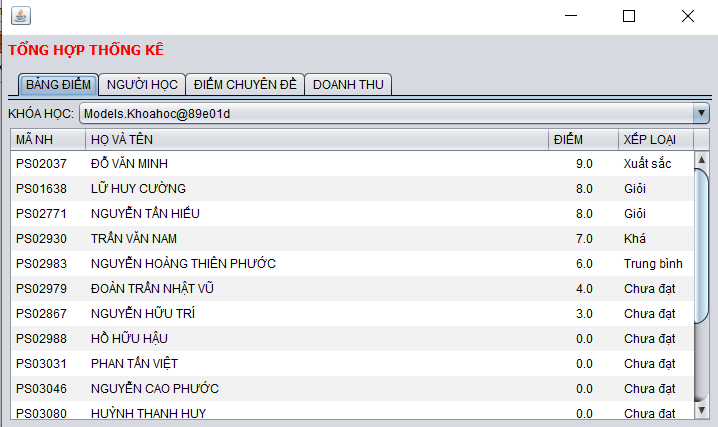 TỔNG HỢP THỐNG KÊ
BẢNG ĐIỂM NGƯỜI HỌC ĐIỂM CHUYÊN ĐỀ DOANH THU
KHÓA HỌC: Models.Khoahoc@89e01d
MÃ NH HỌ VÀ TÊN ĐIỂM XẾP LOẠI
PS02037 ĐỖ VĂN MINH 9.0 Xuất sắc
PS01638 LỮ HUY CƯỜNG 8.0 Giỏi
PS02771 NGUYỄN TẤN HIẾU 8.0 Giỏi
PS02930 TRẦN VĂN NAM 7.0 Khá
PS02983 NGUYỄN HOÀNG THIÊN PHƯỚC 6.0 Trung bình
PS02979 ĐOÀN TRẦN NHẬT VŨ 4.0 Chưa đạt
PS02867 NGUYỄN HỮU TRÍ 3.0 Chưa đạt
PS02988 HỒ HỮU HẬU 0.0 Chưa đạt
PS03031 PHAN TẤN VIỆT 0.0 Chưa đạt
PS03046 NGUYỄN CAO PHƯỚC 0.0 Chưa đạt
PS03080 HUỲNH THANH HUY 0.0 Chưa đạt